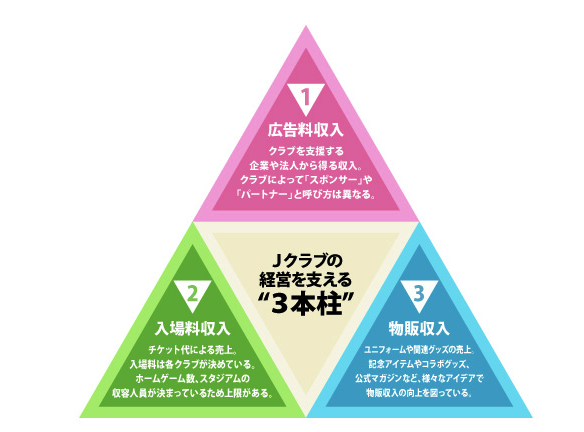 1
広告料収入
クラブを支援する
企業や法人から得る収入。
クラブによって「スポンサー」や
「パートナー」と呼び方は異なる。
Jクラブの
経営を支える
“3本柱”
2
入場料収入
チケット代による売上。
入場料は各クラブが決めている。
ホームゲーム数、スタジアムの
収容人員が決まっているため上限がある。
3
物販収入
ユニフォームや関連グッズの売上。
記念アイテムやコラボグッズ、
公式マガジンなど、様々なアイデアで
物販収入の向上を図っている。